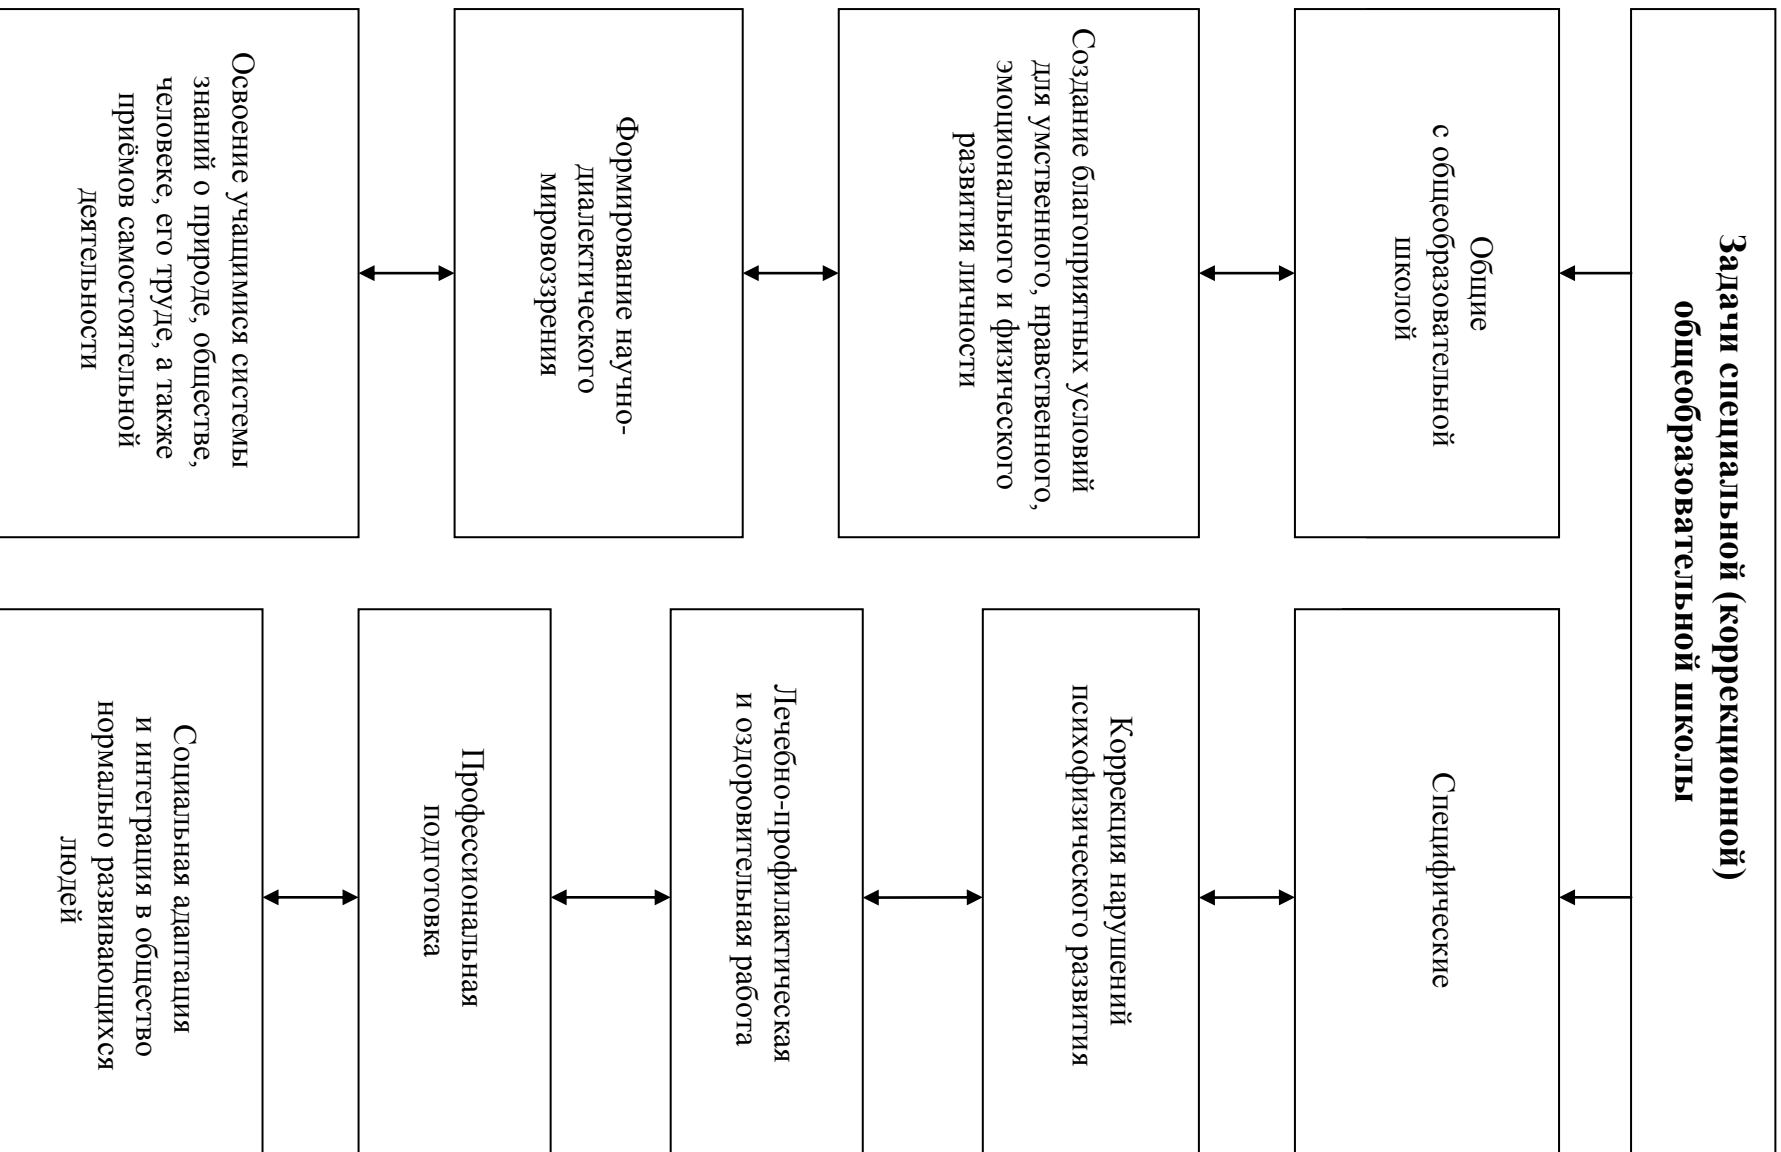 Задачи специальной (коррекционной)
общеобразовательной школы
Общие
с общеобразовательной
школой
Создание благоприятных условий
для умственного, нравственного,
эмоционального и физического
развития личности
Формирование научно-
диалектического
мировоззрения
Освоение учащимися системы
знаний о природе, обществе,
человеке, его труде, а также
приёмов самостоятельной
деятельности
Специфические
Коррекция нарушений
психофизического развития
Лечебно-профилактическая
и оздоровительная работа
Профессиональная
подготовка
Социальная адаптация
и интеграция в общество
нормально развивающихся
людей